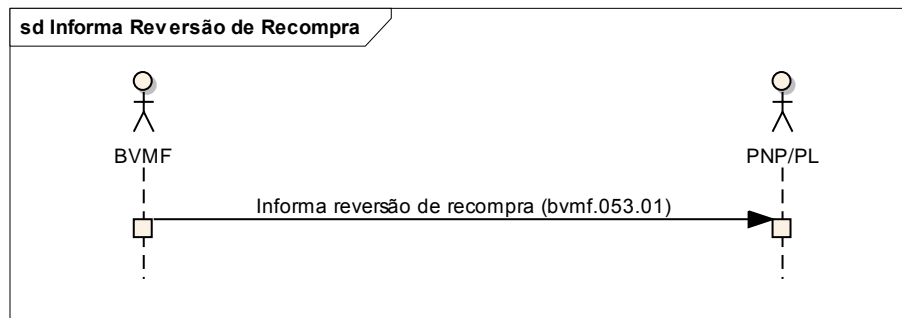 sd Informa Reversão de Recompra
BVMF
PNP/PL
Informa reversão de recompra (bvmf.053.01)